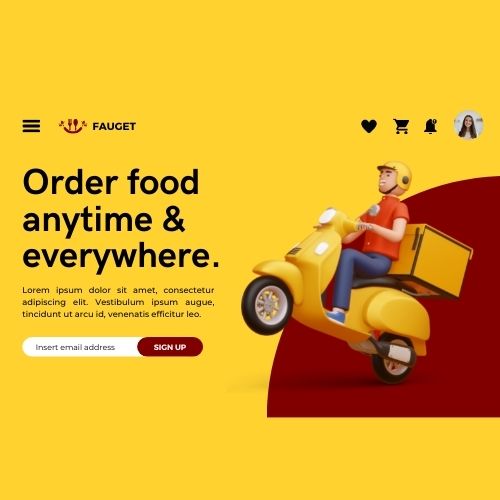 FAUGET
Order food
anytime &
everywhere.
Lorem ipsum dolor sit amet, consectetur
adipiscing elit. Vestibulum ipsum augue,
tincidunt ut arcu id, venenatis efficitur leo.
Insert email address
SIGN UP